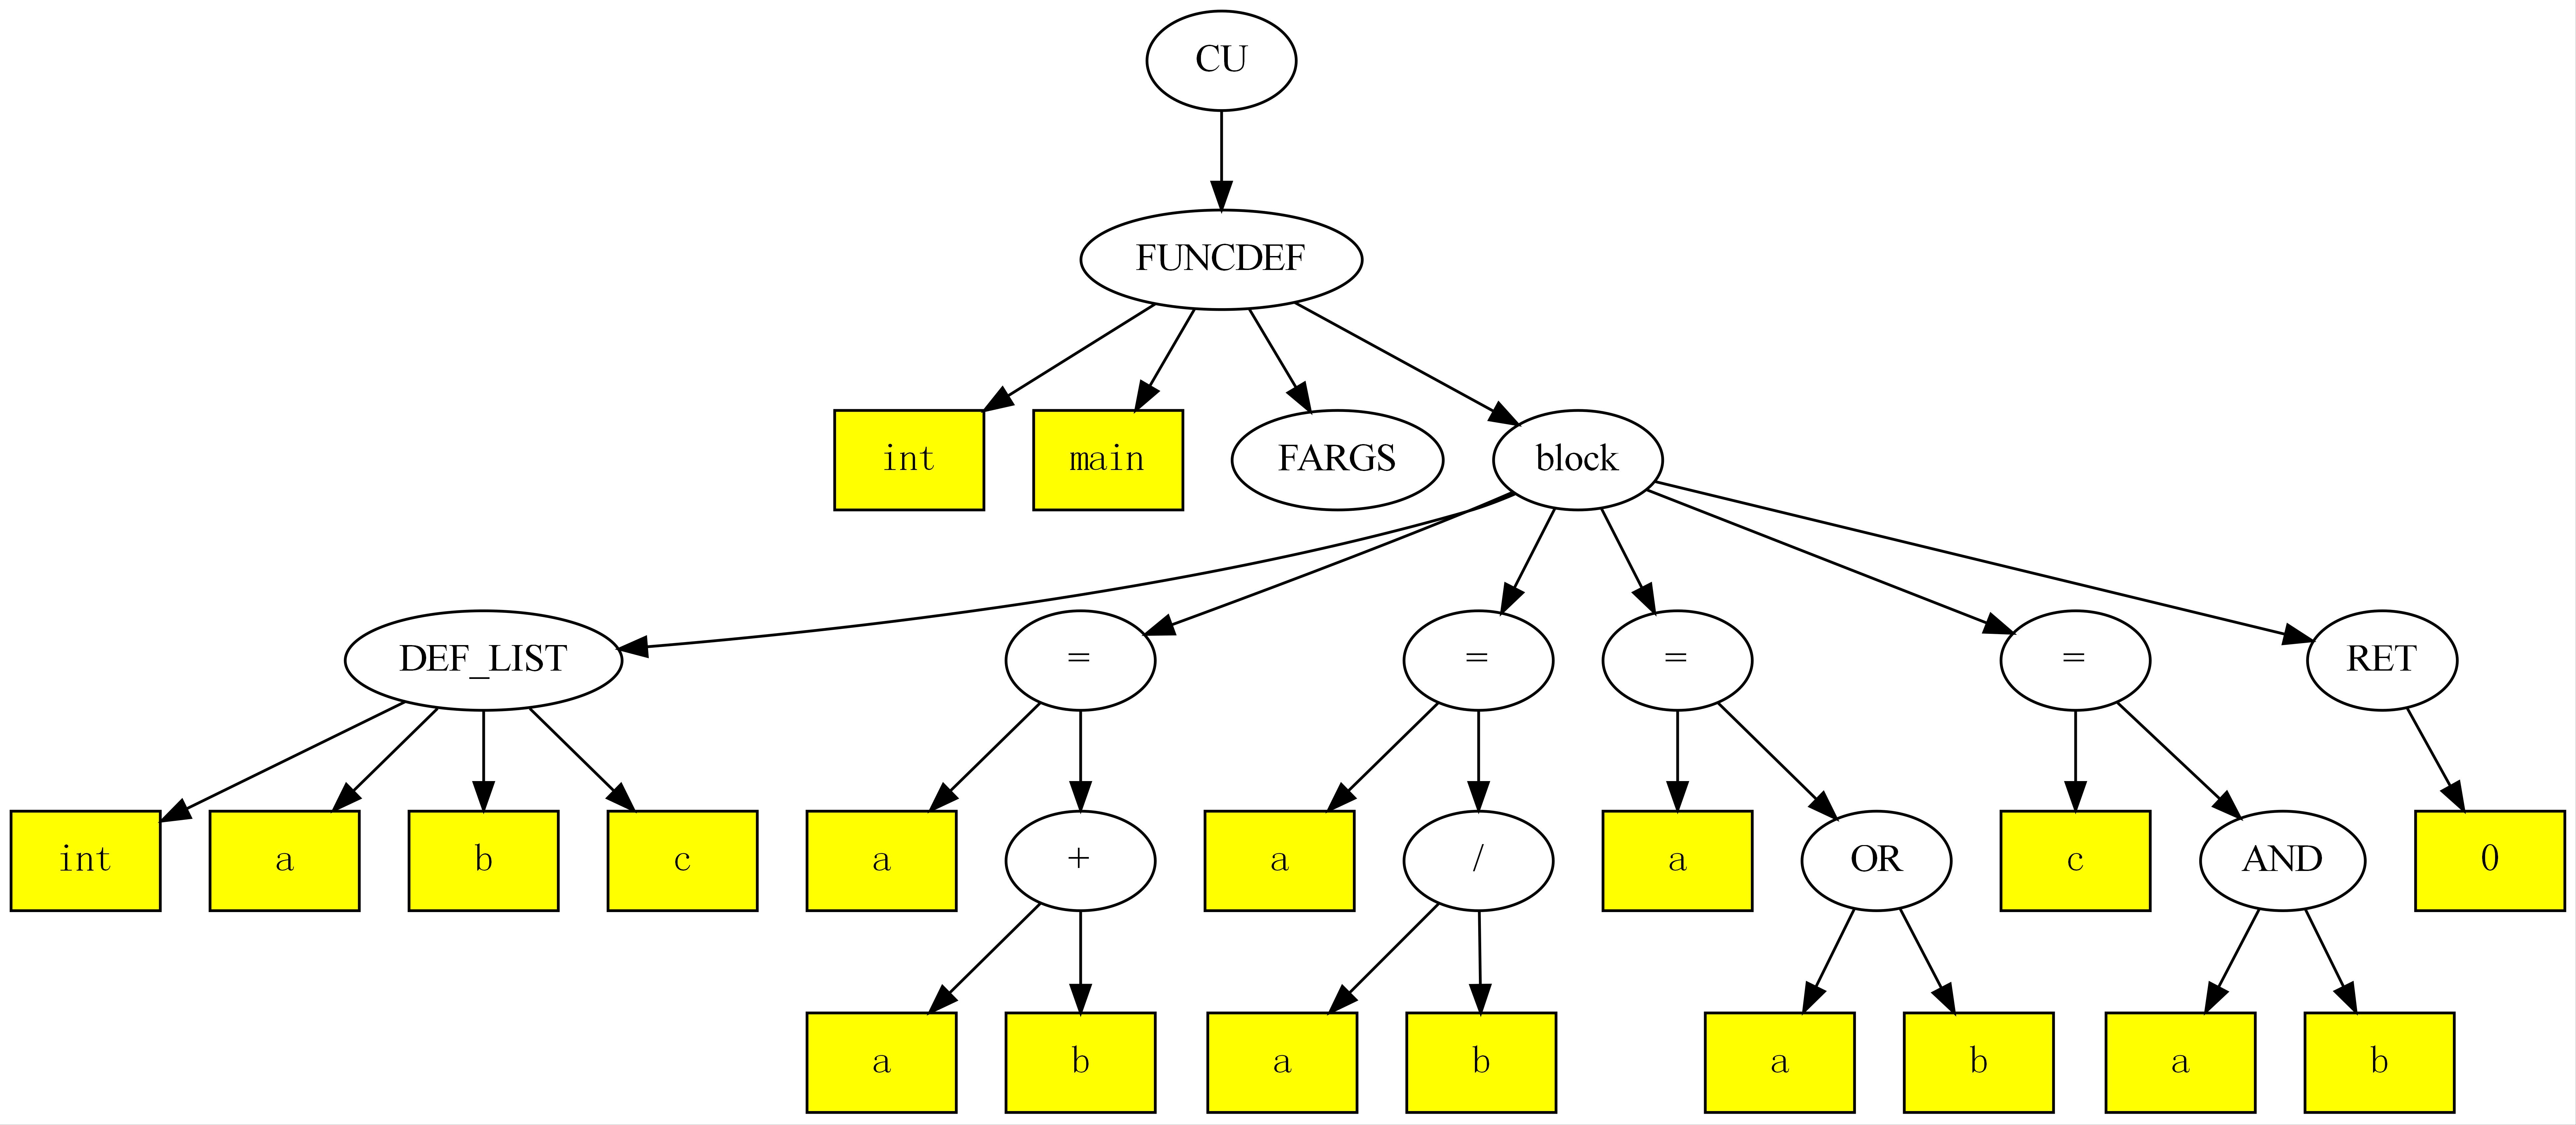 CU
FUNCDEF
int main FARGS block
DEF_LIST = = = = RET
int a b c a + a / a OR c AND 0
a b a b a b a b